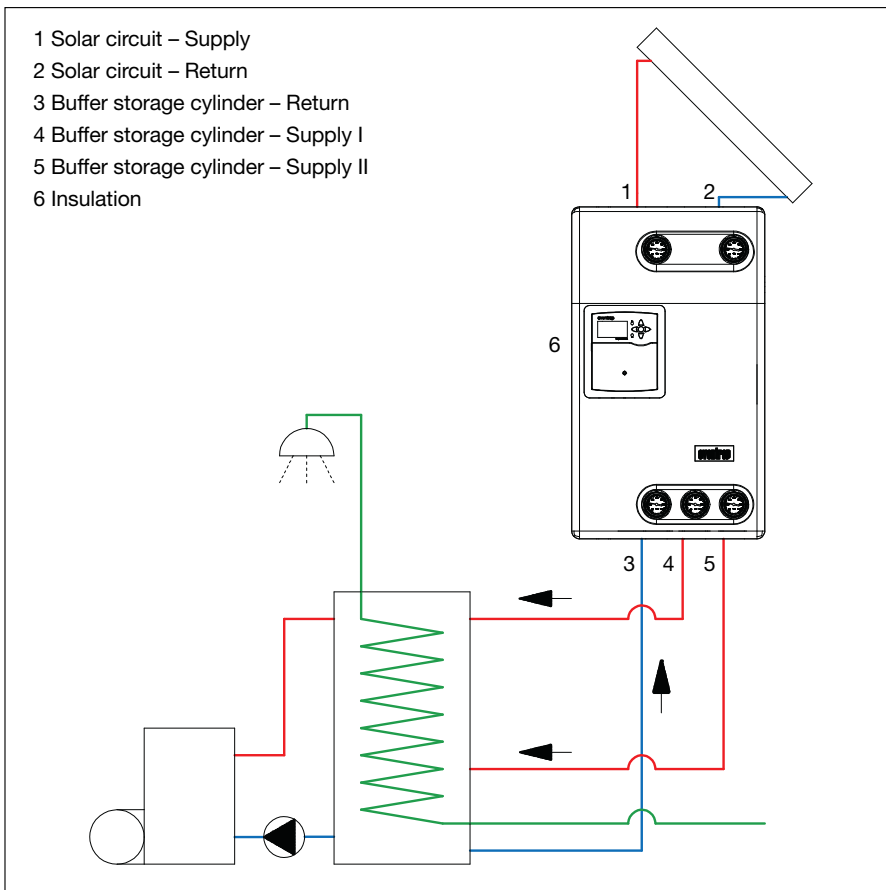 1 Solar circuit – Supply
2 Solar circuit – Return
3 Buffer storage cylinder – Return
4 Buffer storage cylinder – Supply I
5 Buffer storage cylinder – Supply II
6 Insulation
1 2
6
3 4 5